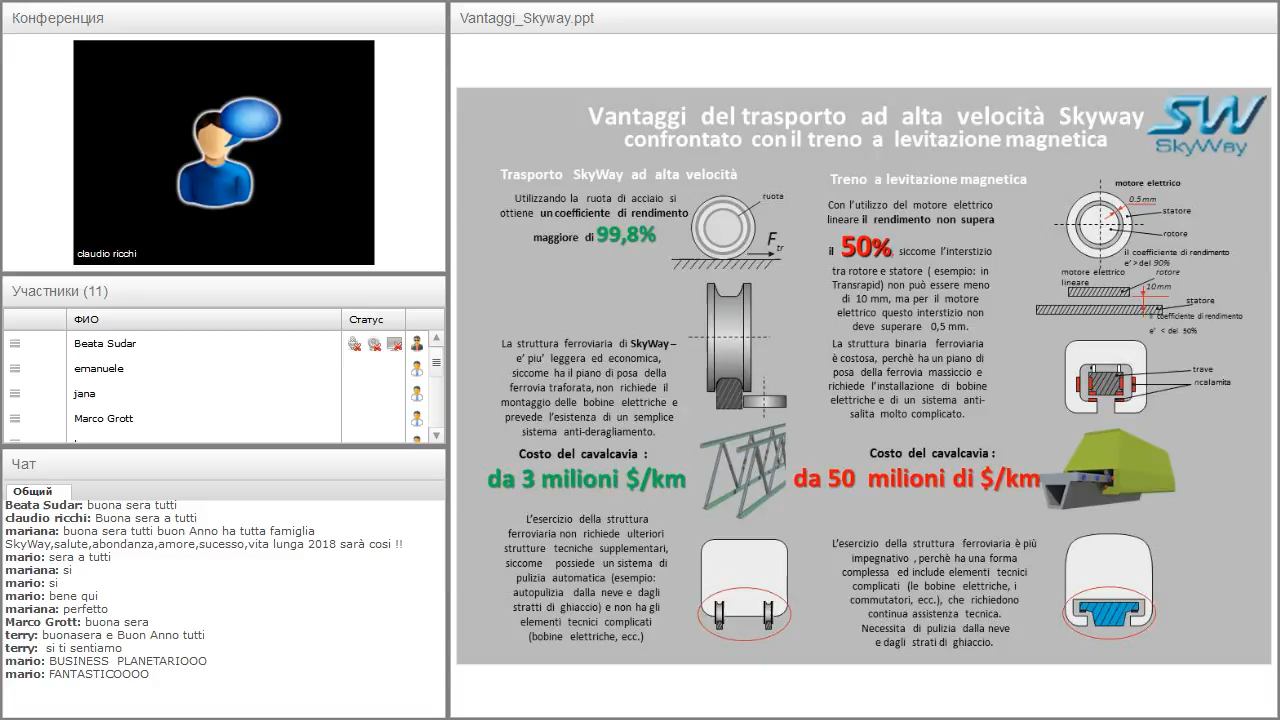 Конференция
claudio ricchi
Участники (11)
ФИО
Статус
Beata Sudar
emanuele
jana
Marco Grott
Чат
Общий
Beata Sudar: buona sera tutti
claudio ricchi: Buona sera a tutti
mariana: buona sera tutti buon Anno ha tutta famiglia
SkyWay,salute,abondanza,amore,sucesso,vita lunga 2018 sarà cosi !!
mario: sera a tutti
mariana: si
mario: si
mario: bene qui
mariana: perfetto
Marco Grott: buona sera
terry: buonasera e Buon Anno tutti
terry: si ti sentiamo
mario: BUSINESS PLANETARIOOO
mario: FANTASTICOOOO
Vantaggi_Skyway.ppt
Vantaggi del trasporto ad alta velocità Skyway
confrontato con il treno a levitazione magnetica
SW
SkyWay
Trasporto SkyWay ad alta velocità
Utilizzando la ruota di acciaio si
ottiene un coefficiente di rendimento
maggiore di 99,8%
ruota
F tr
La struttura ferroviaria di SkyWay –
e' piu' leggera ed economica,
siccome ha il piano di posa della
ferrovia traforata, non richiede il
montaggio delle bobine elettriche e
prevede l'esistenza di un semplice
sistema anti-deragliamento.
Costo del cavalcavia :
da 3 milioni $/km
L'esercizio della struttura
ferroviaria non richiede ulteriori
strutture tecniche supplementari,
siccome possiede un sistema di
pulizia automatica (esempo:
autopulizia dalla neve e dagli
stratti di ghiaccio) e non ha gli
elementi tecnici complicati
(bobine elettriche, ecc.)
Treno a levitazione magnetica
Con l'utilizzo del motore elettrico
lineare il rendimento non supera
il 50%, siccome l'interstizio
tra rotore e statore ( esempio: in
Transrapid) non può essere meno
di 10 mm, ma per il motore
elettrico questo interstizio non
deve superare 0,5 mm.
La struttura binaria ferroviaria
è costosa, perchè ha un piano di
posa della ferrovia massiccio e
richiede l'installazione di bobine
elettriche e di un sistema anti-
salita molto complicato.
Costo del cavalcavia :
da 50 milioni di $/km
L'esercizio della struttura ferroviaria è più
impegnativo , perchè ha una forma
complessa ed include elementi tecnici
complicati (le bobine elettriche, i
commutatori, ecc.), che richiedono
continua assistenza tecnica.
Necessita di pulizia dalla neve
e dagli strati di ghiaccio.
motore elettrico
0.5 mm
statore
rotore
il coefficiente di rendimento
e' > del 90%
motore elettrico
lineare
rotore
10 mm
statore
il coefficiente di rendimento
e' < del 50%
trave
ncalamita